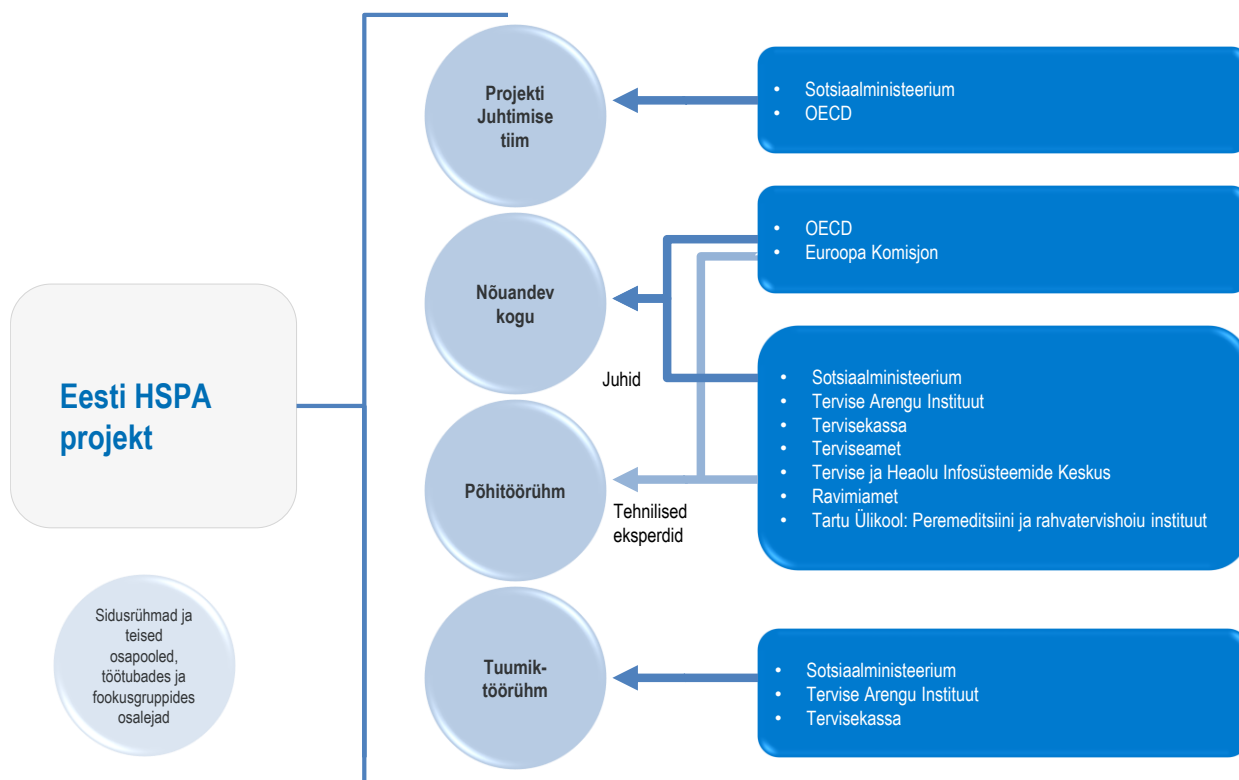 Eesti HSPA
projekt
Sidusrühmad ja
teised
osapooled,
töötubades ja
fookusgruppides
osalejad
Projekti
Juhtimise
tiim
Nõuandev
kogu
Juhid
Põhitöörühm
Tehnilised
eksperdid
Tuumik-
töörühm
• Sotsiaalministeerium
• OECD
• OECD
• Euroopa Komisjon
• Sotsiaalministeerium
• Tervise Arengu Instituut
• Tervisekassa
• Terviseamet
• Tervise ja Heaolu Infosüsteemide Keskus
• Ravimiamet
• Tartu Ülikool: Peremeditsiini ja rahvatervishoiu instituut
• Sotsiaalministeerium
• Tervise Arengu Instituut
• Tervisekassa